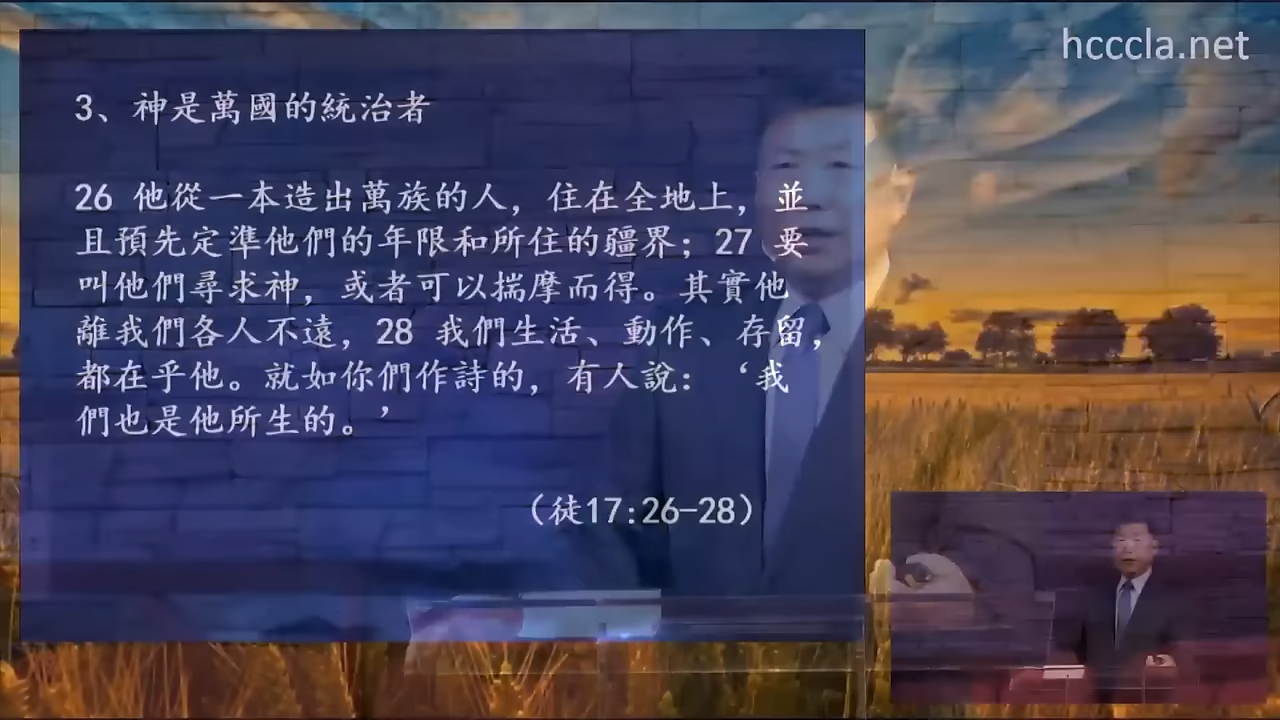 hcccla.net
3、神是萬國的統治者
26 他從一本造出萬族的人，住在全地上，並
且預先定準他們的年限和所住的疆界；27 要
叫他們尋求神，或者可以揣摩而得。其實他
離我們各人不遠，28 我們生活、動作、存留，
都在乎他。就如你們作詩的，有人說：‘我
們也是他所生的。’
（徒17:26-28）